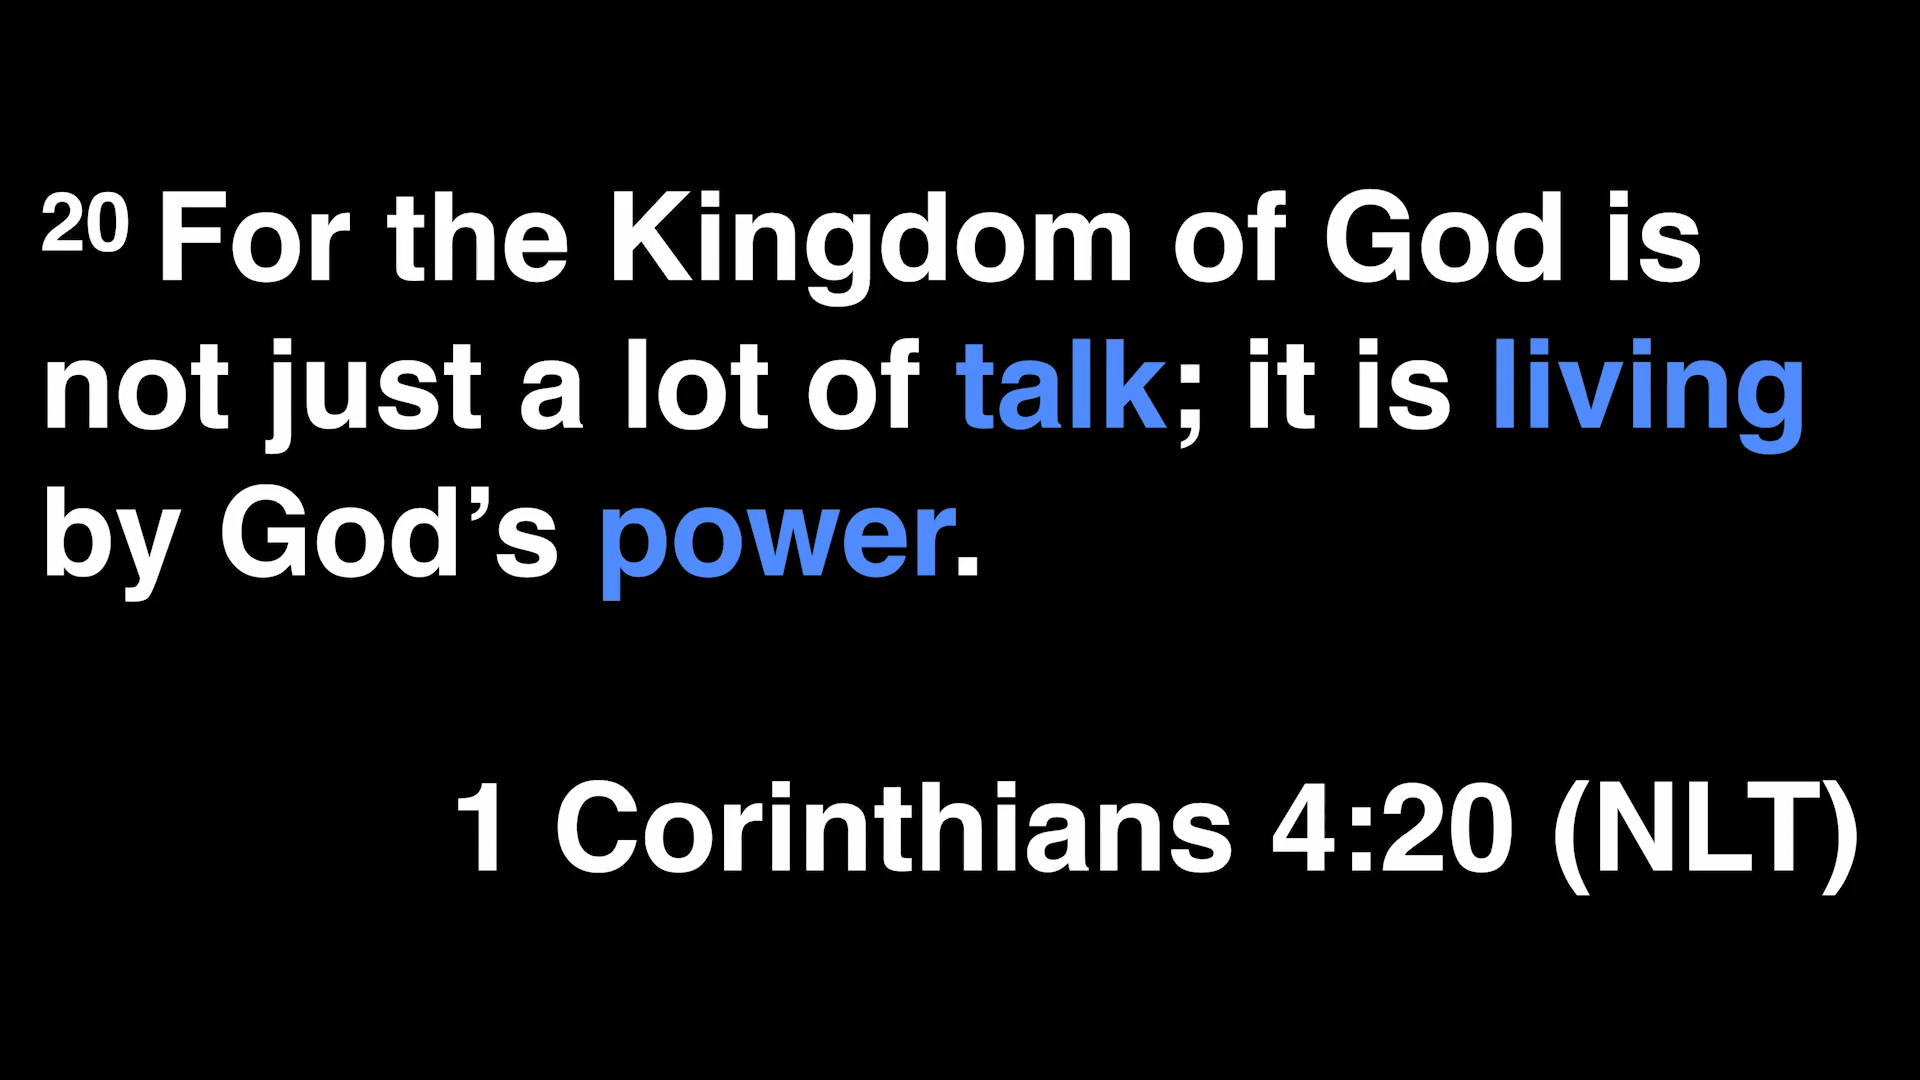 20 For the Kingdom of God is
not just a lot of talk; it is living
by God’s power.
1 Corinthians 4:20 (NLT)